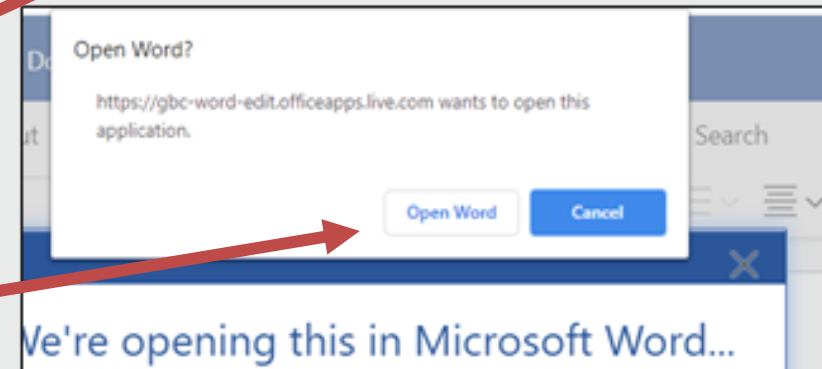 Open Word?
https://gbc-word-edit.officeapps.live.com wants to open this
application.
Search
Open Word
Cancel
We're opening this in Microsoft Word...